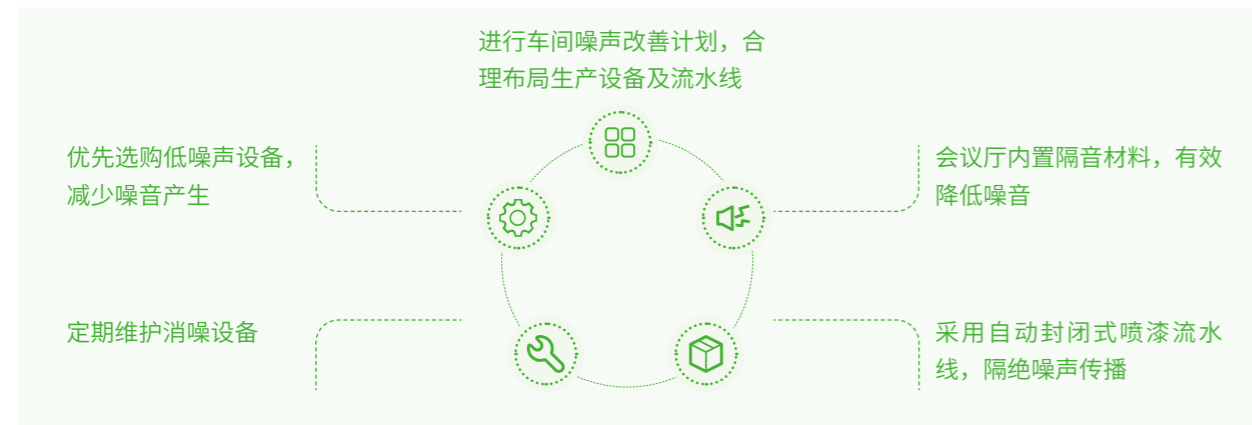 进行车间噪声改善计划，合
理布局生产设备及流水线
优先选购低噪声设备，
减少噪音产生
会议厅内置隔音材料，有效
降低噪音
定期维护消噪设备
采用自动封闭式喷漆流水
线，隔绝噪声传播